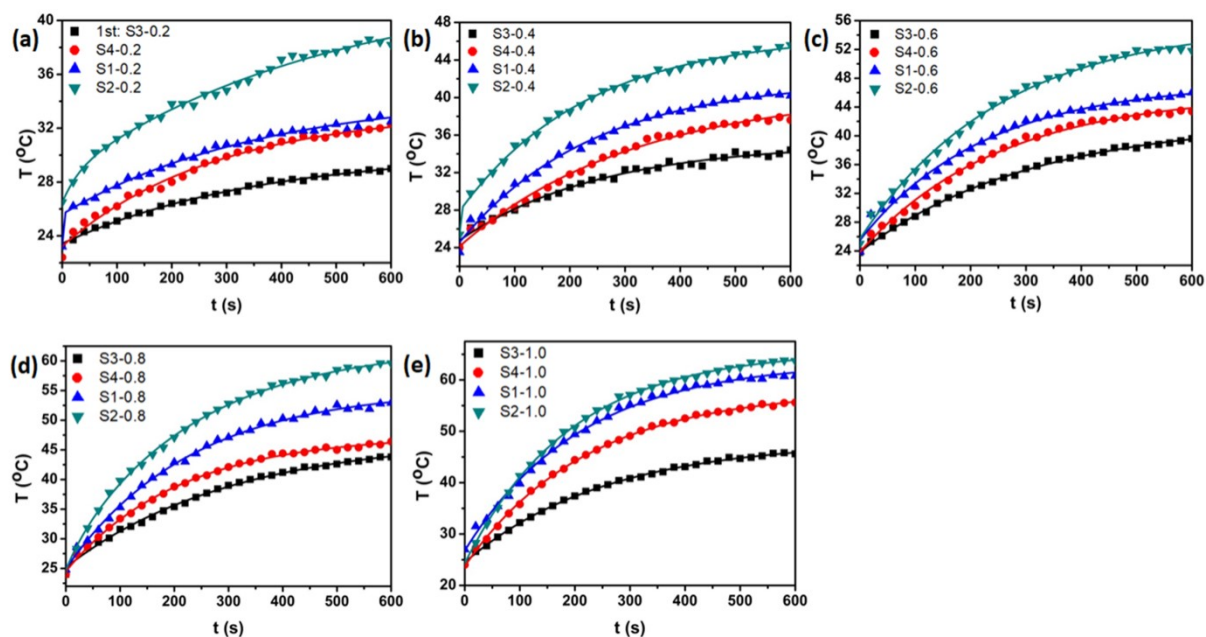 (a)
1st: S3-0.2
S4-0.2
S1-0.2
S2-0.2
40
36
32
28
24
T (°C)
0 100 200 300 400 500 600
t (s)
(b)
S3-0.4
S4-0.4
S1-0.4
S2-0.4
48
44
40
36
32
28
24
T (°C)
0 100 200 300 400 500 600
t (s)
(c)
S3-0.6
S4-0.6
S1-0.6
S2-0.6
56
52
48
44
40
36
32
28
24
T (°C)
0 100 200 300 400 500 600
t (s)
(d)
S3-0.8
S4-0.8
S1-0.8
S2-0.8
60
55
50
45
40
35
30
25
T (°C)
0 100 200 300 400 500 600
t (s)
(e)
S3-1.0
S4-1.0
S1-1.0
S2-1.0
60
50
40
30
20
T (°C)
0 100 200 300 400 500 600
t (s)